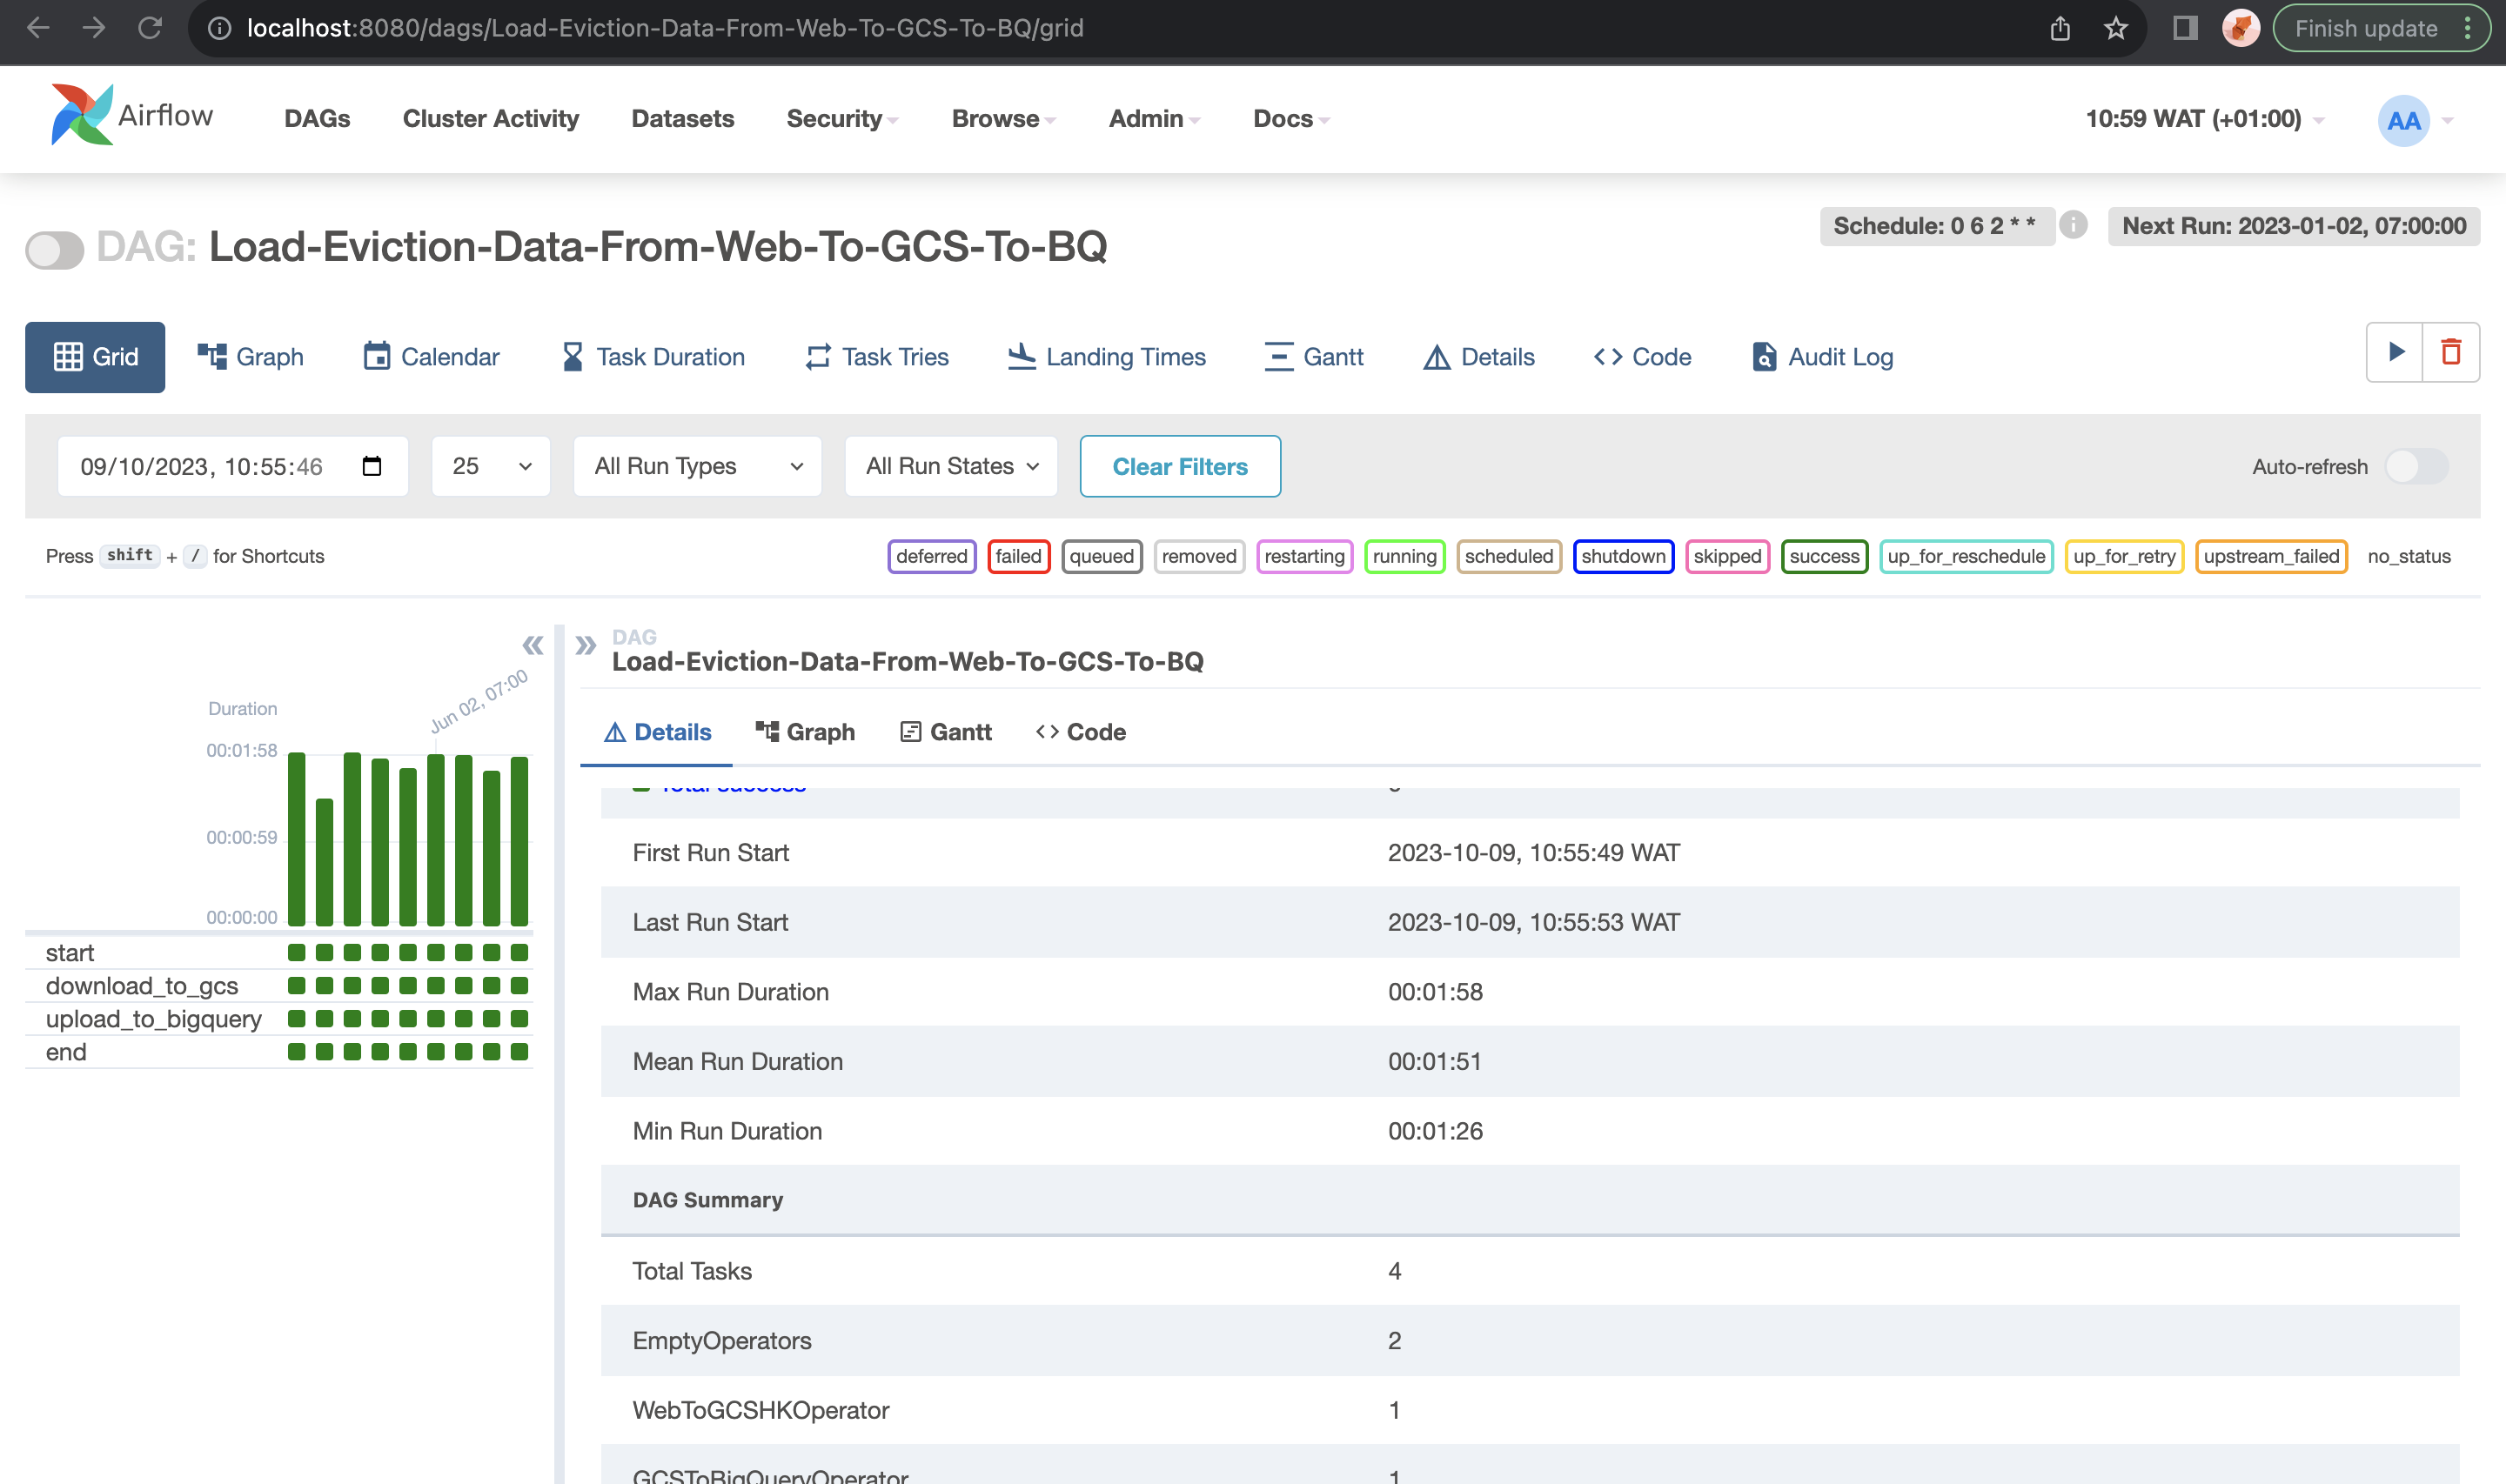 localhost:8080/dags/Load-Eviction-Data-From-Web-To-GCS-To-BQ/grid
Finish update
Airflow
DAGs
Cluster Activity
Datasets
Security
Browse
Admin
Docs
10:59 WAT (+01:00)
AA
DAG: Load-Eviction-Data-From-Web-To-GCS-To-BQ
Schedule: 0 6 2 * *
Next Run: 2023-01-02, 07:00:00
Grid
Graph
Calendar
Task Duration
Task Tries
Landing Times
Gantt
Details
Code
Audit Log
09/10/2023, 10:55:46
25
All Run Types
All Run States
Clear Filters
Auto-refresh
Press shift + / for Shortcuts
deferred
failed
queued
removed
restarting
running
scheduled
shutdown
skipped
success
up_for_reschedule
up_for_retry
upstream_failed
no_status
Duration
Jun 02, 07:00
00:01:58
00:00:59
00:00:00
start
download_to_gcs
upload_to_bigquery
end
DAG
Load-Eviction-Data-From-Web-To-GCS-To-BQ
Details
Graph
Gantt
Code
Total success
First Run Start 2023-10-09, 10:55:49 WAT
Last Run Start 2023-10-09, 10:55:53 WAT
Max Run Duration 00:01:58
Mean Run Duration 00:01:51
Min Run Duration 00:01:26
DAG Summary
Total Tasks 4
EmptyOperators 2
WebToGCSHKOperator 1
GCSToBigQueryOperator 1